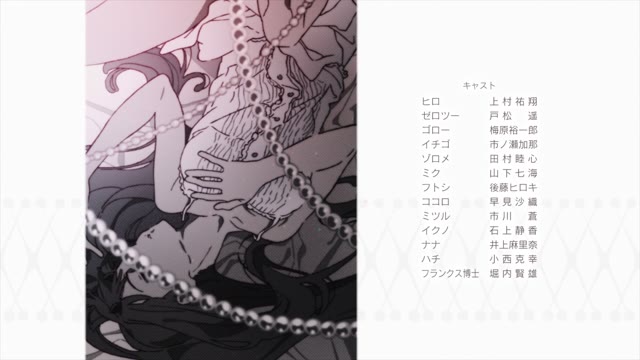 キャスト
ヒロ 上村祐翔
ゼロツー 戸松 遥
ゴロー 梅原裕一郎
イチゴ 市ノ瀬加那
ゾロメ 田村睦心
ミク 山下七海
フトシ 後藤ヒロキ
ココロ 早見沙織
ミツル 市川 蒼
イクノ 石上静香
ナナ 井上麻里奈
ハチ 小西克幸
フランクス博士 堀内賢雄